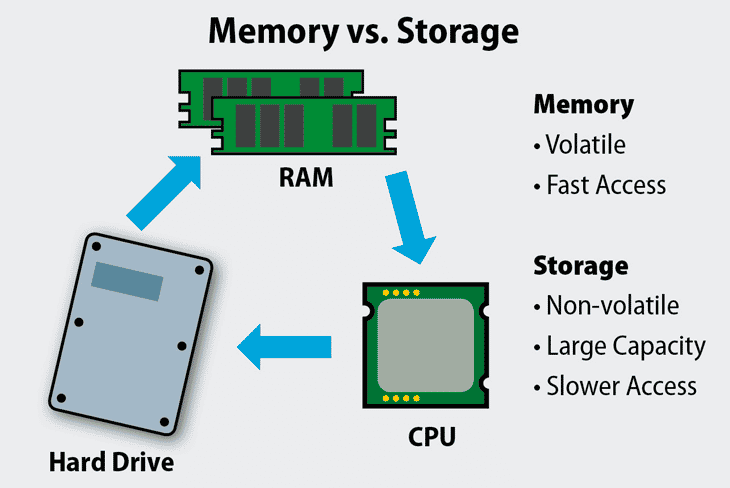 Memory vs. Storage
RAM
Hard Drive
CPU
Memory
• Volatile
• Fast Access
Storage
• Non-volatile
• Large Capacity
• Slower Access